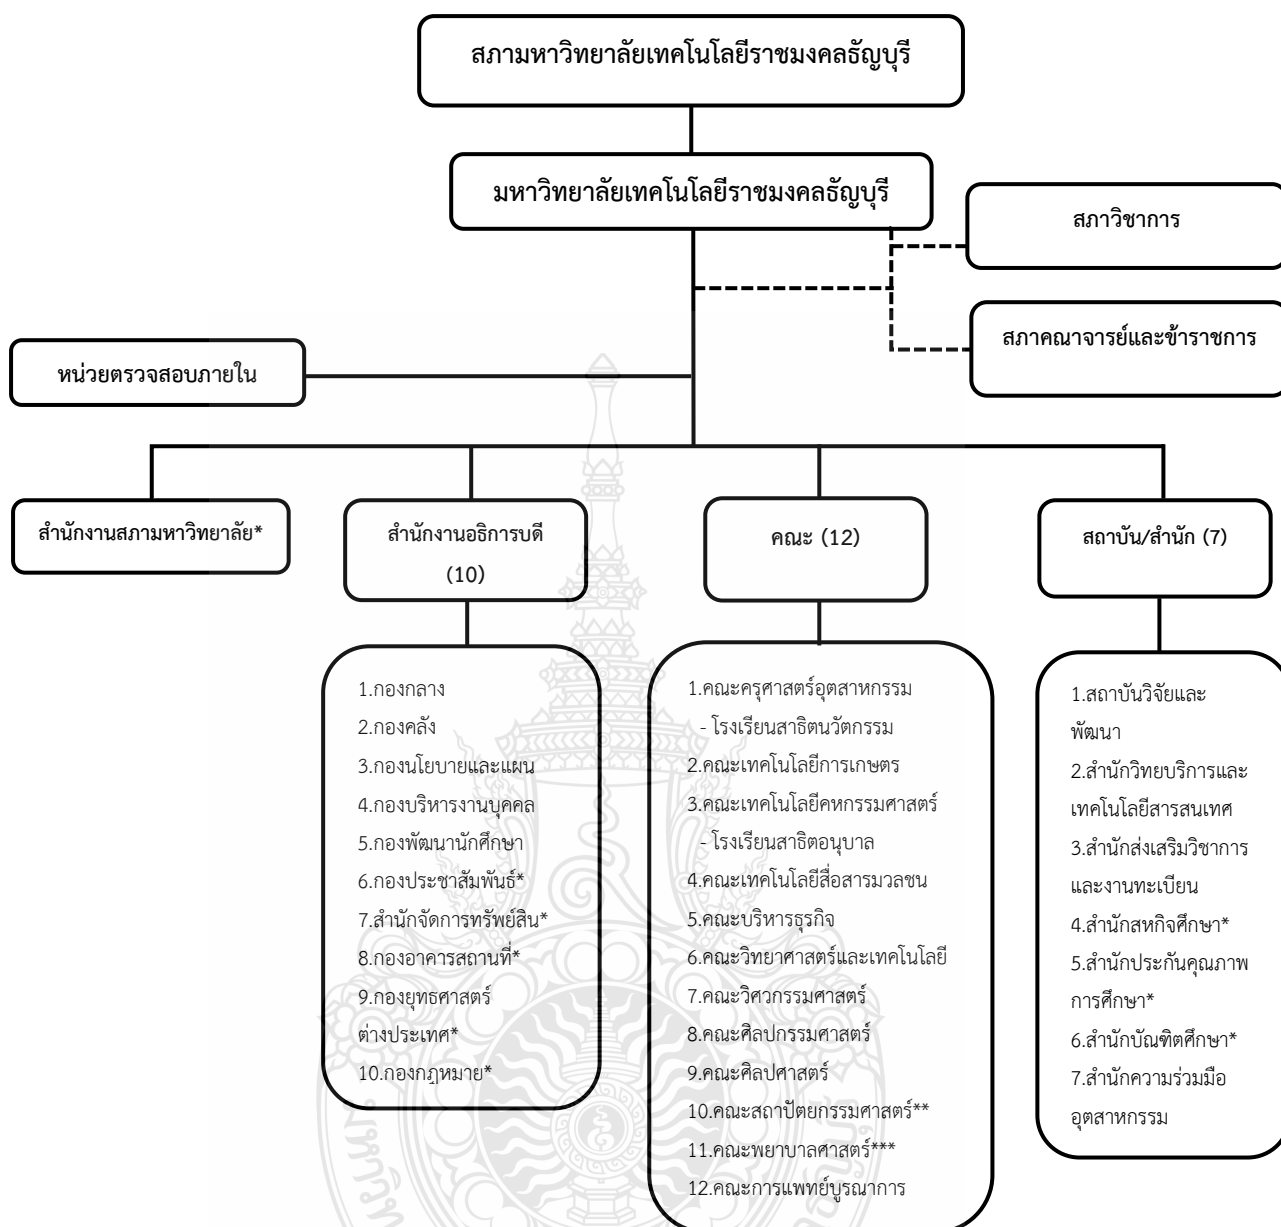 สภามหาวิทยาลัยเทคโนโลยีราชมงคลธัญบุรี
มหาวิทยาลัยเทคโนโลยีราชมงคลธัญบุรี
สภาวิชาการ
สภาคณาจารย์และข้าราชการ
หน่วยตรวจสอบภายใน
สำนักงานสภามหาวิทยาลัย*
สำนักงานอธิการบดี
(10)
คณะ (12)
สถาบัน/สำนัก (7)
1.กองกลาง
2.กองคลัง
3.กองนโยบายและแผน
4.กองบริหารงานบุคคล
5.กองพัฒนานักศึกษา
6.กองประชาสัมพันธ์*
7.สำนักจัดการทรัพย์สิน*
8.กองอาคารสถานที่*
9.กองยุทธศาสตร์
ต่างประเทศ*
10.กองกฎหมาย*
1.คณะครุศาสตร์อุตสาหกรรม
- โรงเรียนสาธิตนวัตกรรม
2.คณะเทคโนโลยีการเกษตร
3.คณะเทคโนโลยีคหกรรมศาสตร์
- โรงเรียนสาธิตอนุบาล
4.คณะเทคโนโลยีสื่อสารมวลชน
5.คณะบริหารธุรกิจ
6.คณะวิทยาศาสตร์และเทคโนโลยี
7.คณะวิศวกรรมศาสตร์
8.คณะศิลปกรรมศาสตร์
9.คณะศิลปศาสตร์
10.คณะสถาปัตยกรรมศาสตร์**
11.คณะพยาบาลศาสตร์***
12.คณะการแพทย์บูรณาการ
1.สถาบันวิจัยและ
พัฒนา
2.สำนักวิทยบริการและ
เทคโนโลยีสารสนเทศ
3.สำนักส่งเสริมวิชาการ
และงานทะเบียน
4.สำนักสหกิจศึกษา*
5.สำนักประกันคุณภาพ
การศึกษา*
6.สำนักบัณฑิตศึกษา*
7.สำนักความร่วมมือ
อุตสาหกรรม